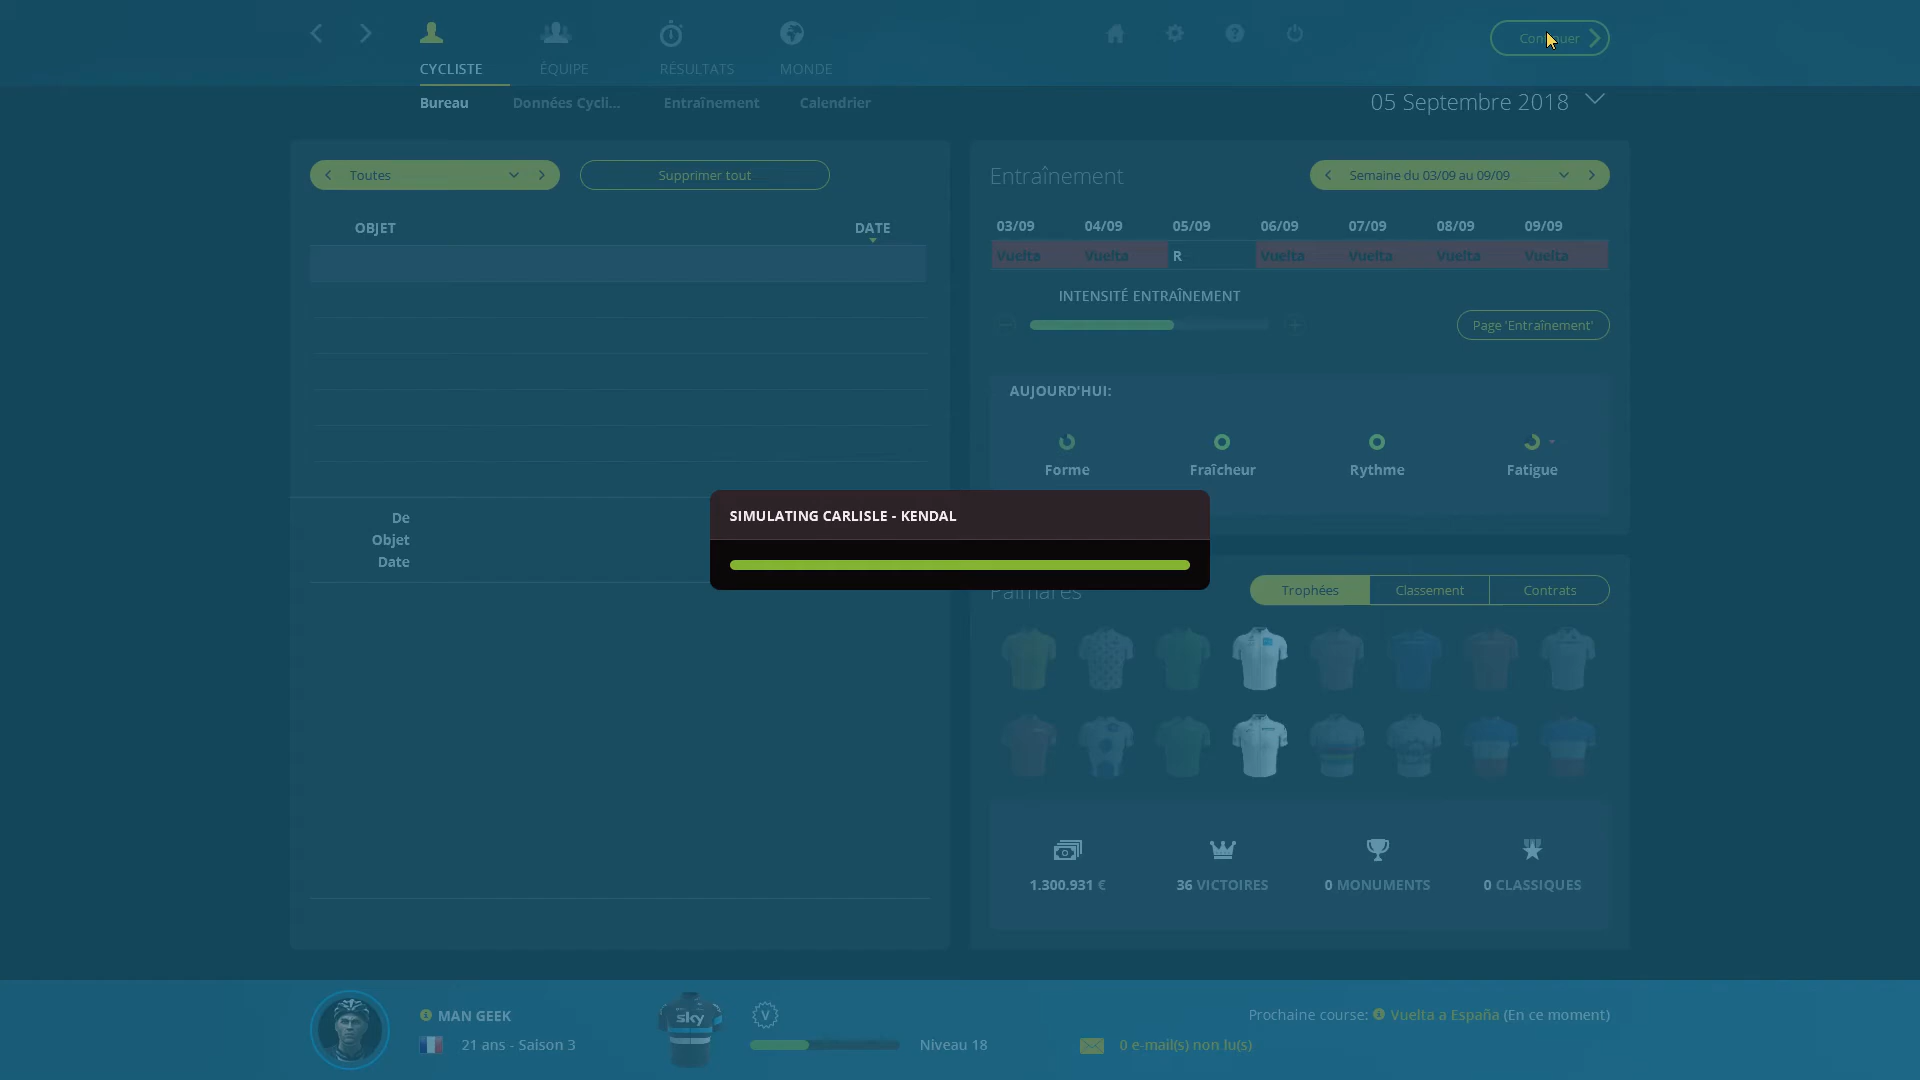 CYCLISTE
ÉQUIPE
RÉSULTATS
MONDE
Continuer
Bureau
Données Cycli...
Entraînement
Calendrier
05 Septembre 2018
Toutes
Supprimer tout
OBJET
DATE
De
Objet
Date
Entraînement
Semaine du 03/09 au 09/09
03/09 04/09 05/09 06/09 07/09 08/09 09/09
Vuelta Vuelta R Vuelta Vuelta Vuelta Vuelta
INTENSITÉ ENTRAÎNEMENT
Page 'Entraînement'
AUJOURD'HUI:
Forme Fraîcheur Rythme Fatigue
SIMULATING CARLISLE - KENDAL
Palmarès
Trophées Classement Contrats
1.300.931 €
36 VICTOIRES
0 MONUMENTS
0 CLASSIQUES
MAN GEEK
21 ans - Saison 3
sky
V
Niveau 18
Prochaine course: Vuelta a España (En ce moment)
0 e-mail(s) non lu(s)